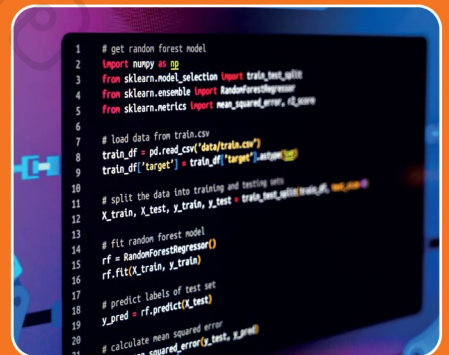 1 # get random forest model
2 import numpy as np
3 from sklearn.model_selection import train_test_split
4 from sklearn.ensemble import RandomForestRegressor
5 from sklearn.metrics import mean_squared_error, r2_score
6
7 # load data from train.csv
8 train_df = pd.read_csv('data/train.csv")
9 train_df['target'] = train_df["target"].astype(int)
10
11 # split the data into training and testing sets
X_train, X_test, y_train, y_test = train_test_split(train_df,
12
13
14 # fit random forest model
15 rf = RandomForestRegressor()
16 rf.fit(X_train, y_train)
17 # predict labels of test set
18 y_pred = rf.predict(X_test)
19
20 # calculate mean squared error
21 squared_error(y_test, y_pred)